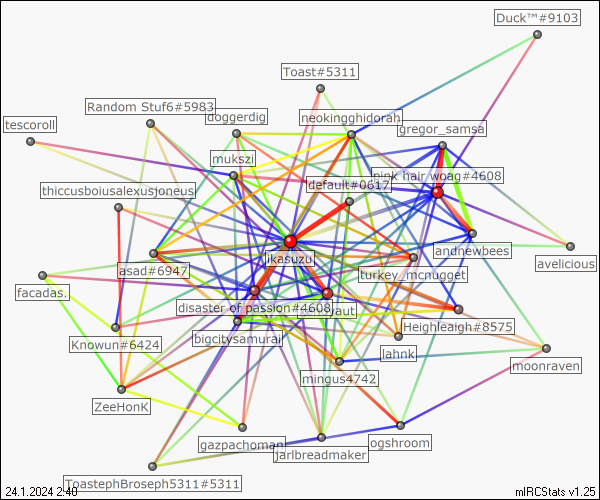 Duck™#9103
Toast#5311
Random Stuf6#5983
doggerdig
neokingghidorah
tescoroll
gregor_samsa
mukszi
pink hair woag#4608
default#0617
thiccusboiusalexusjoneus
andnewbees
jikasuzu
avelicious
asad#6947
turkey_mcnugget
facadas.
disaster of passion#4608
aut
Heighleaigh#8575
Knowun#6424
bigcitysamurai
lahnk
moonraven
mingus4742
ZeeHonK
gazpachoman
jarlbreadmaker
ogshroom
ToastephBroseph5311#5311
24.1.2024 2:40
mIRCStats v1.25